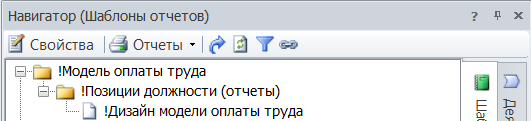 Навигатор (Шаблоны отчетов)
Свойства Отчеты
!Модель оплаты труда
!Позиции должности (отчеты)
!Дизайн модели оплаты труда